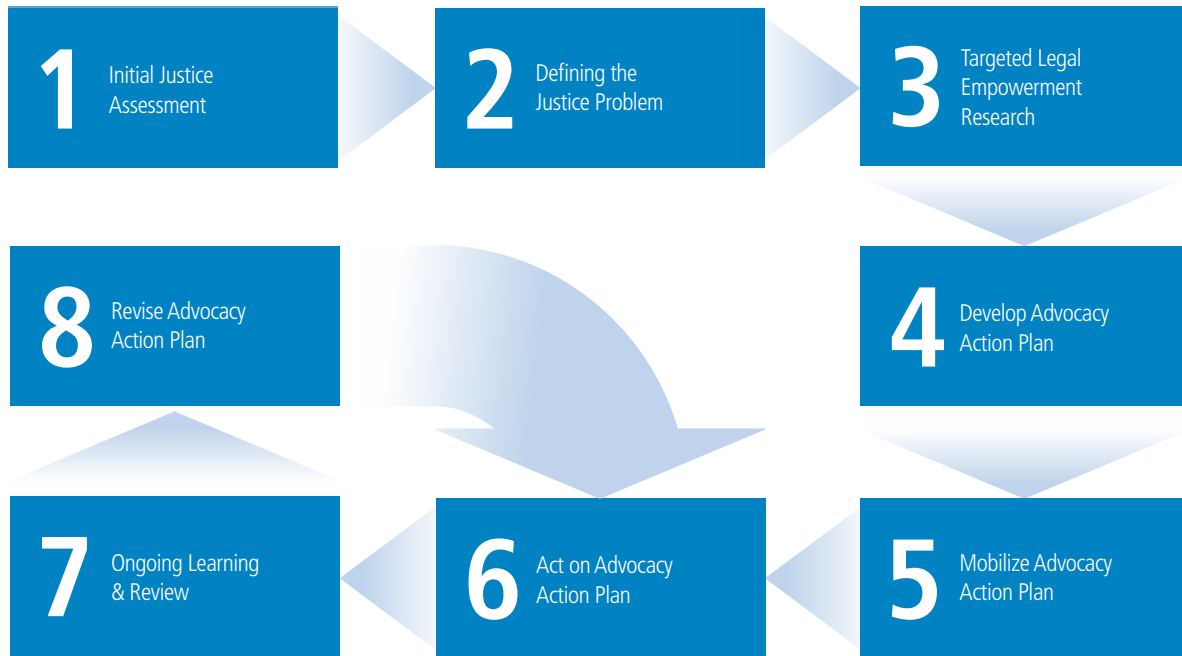 1
Initial Justice
Assessment
2
Defining the
Justice Problem
3
Targeted Legal
Empowerment
Research
4
Develop Advocacy
Action Plan
5
Mobilize Advocacy
Action Plan
6
Act on Advocacy
Action Plan
7
Ongoing Learning
& Review
8
Revise Advocacy
Action Plan